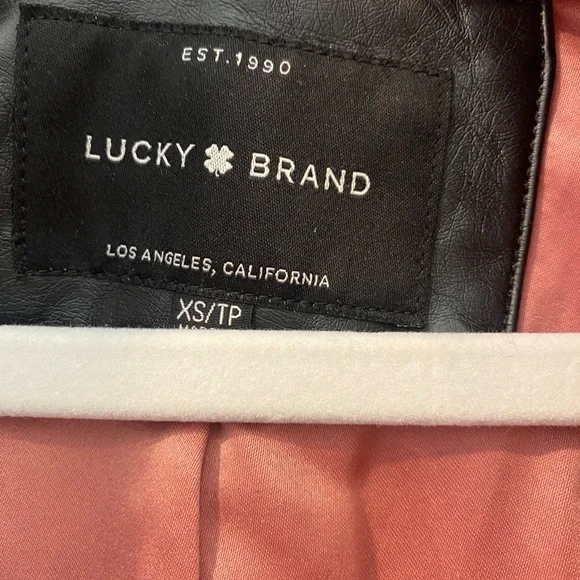 EST. 1990
LUCKY BRAND
LOS ANGELES, CALIFORNIA
XS/TP